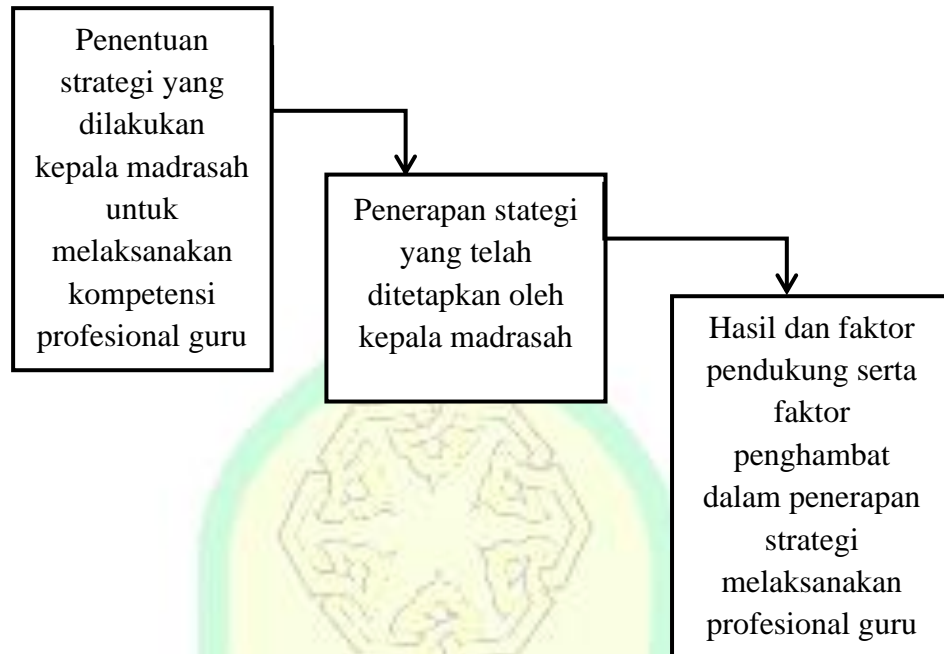 Penentuan
strategi yang
dilakukan
kepala madrasah
untuk
melaksanakan
kompetensi
profesional guru
Penerapan stategi
yang telah
ditetapkan oleh
kepala madrasah
Hasil dan faktor
pendukung serta
faktor
penghambat
dalam penerapan
strategi
melaksanakan
profesional guru